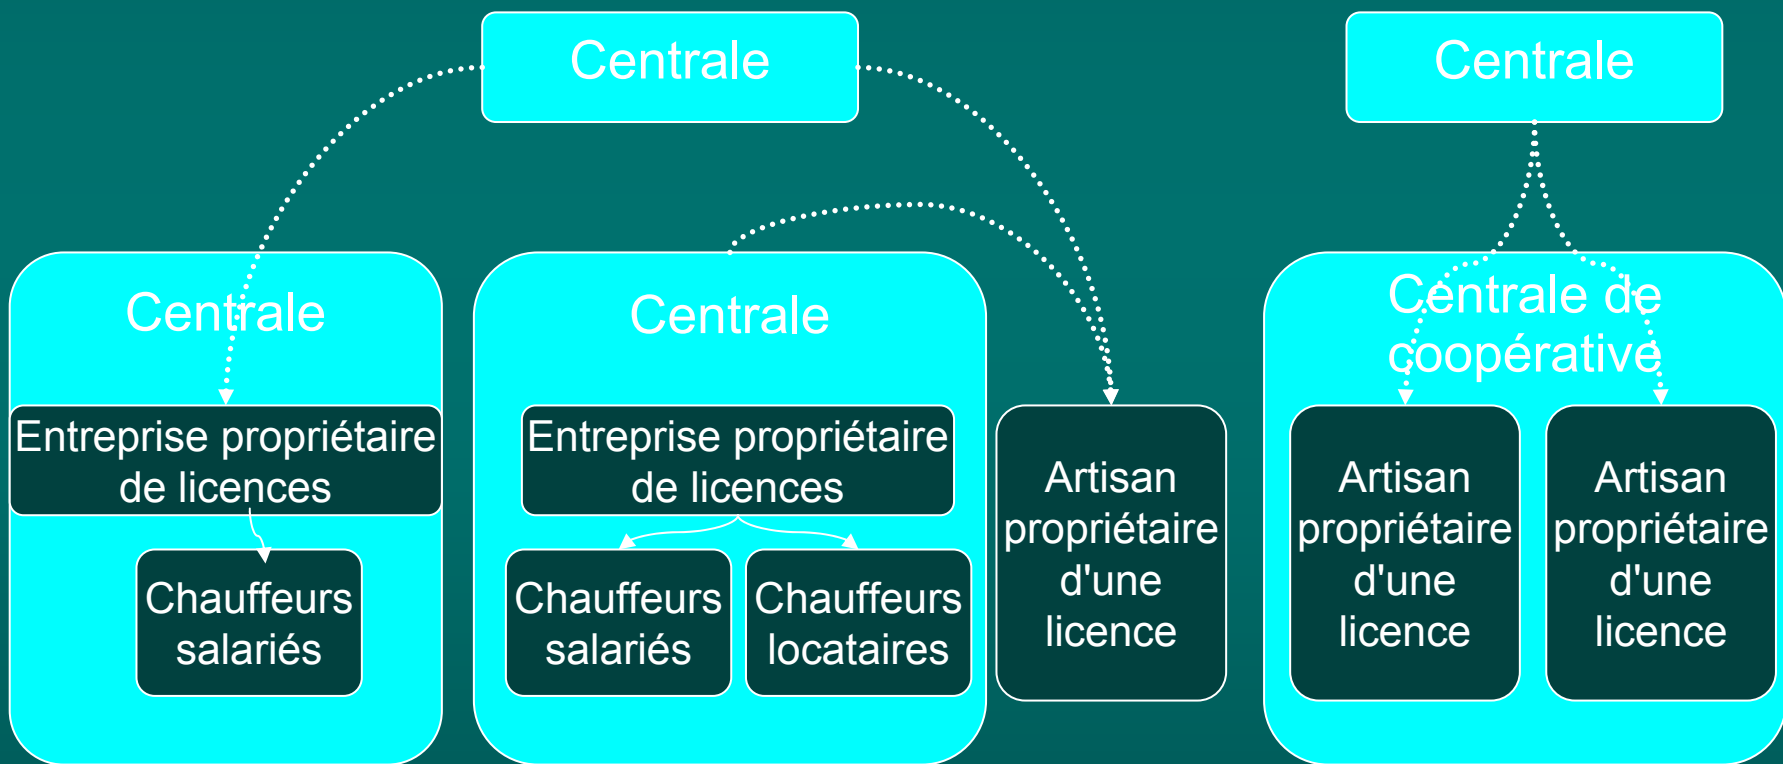 Centrale
Centrale
Centrale
Entreprise propriétaire
de licences
Chauffeurs
salariés
Centrale
Entreprise propriétaire
de licences
Chauffeurs
salariés
Chauffeurs
locataires
Artisan
propriétaire
d'une
licence
Centrale de
coopérative
Artisan
propriétaire
d'une
licence
Artisan
propriétaire
d'une
licence